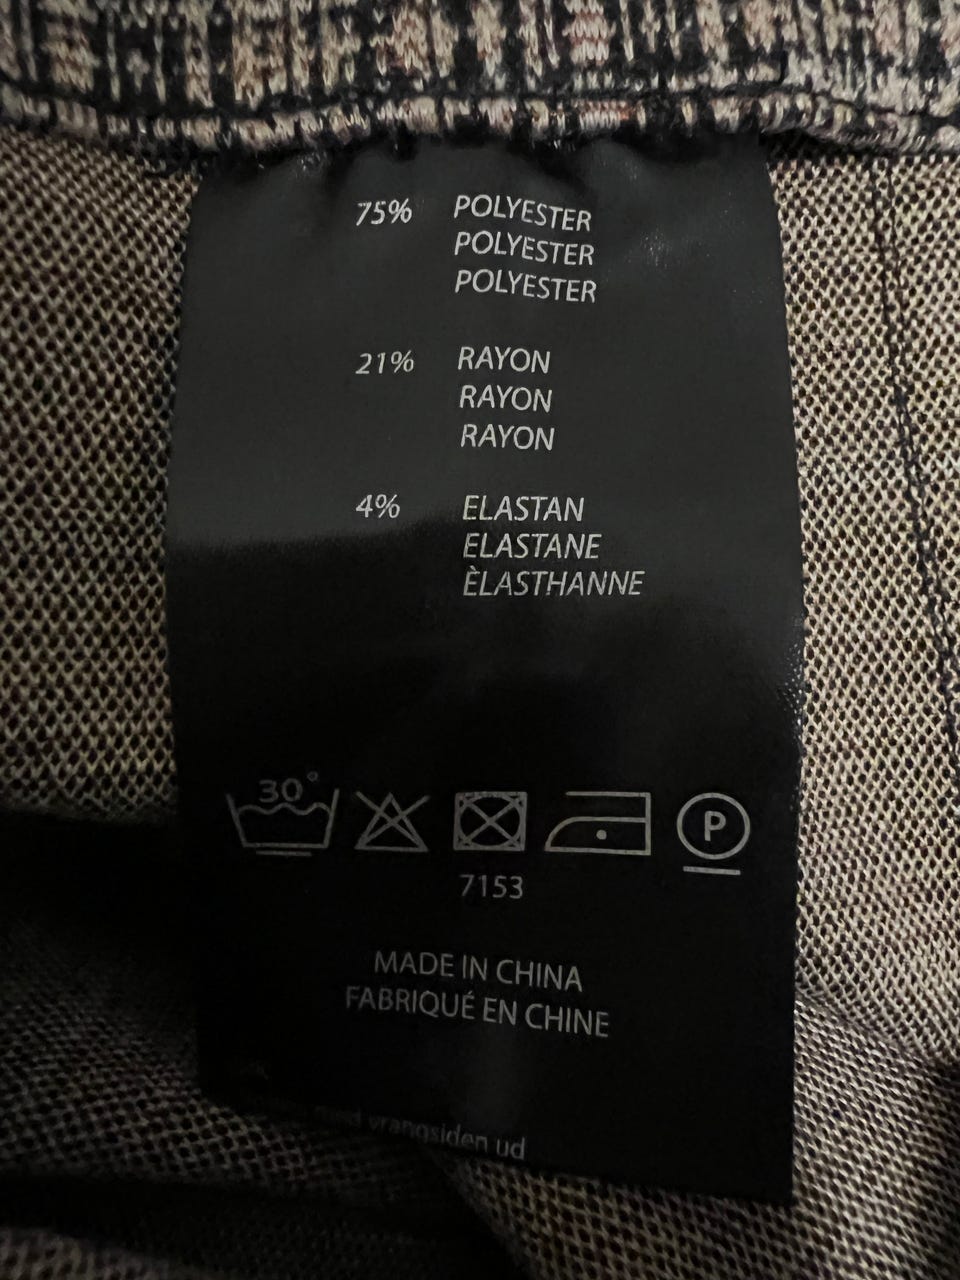 75% POLYESTER
POLYESTER
POLYESTER
21% RAYON
RAYON
RAYON
4% ELASTAN
ELASTANE
ÈLASTHANNE
30°
P
7153
MADE IN CHINA
FABRIQUÉ EN CHINE
vrangsiden ud